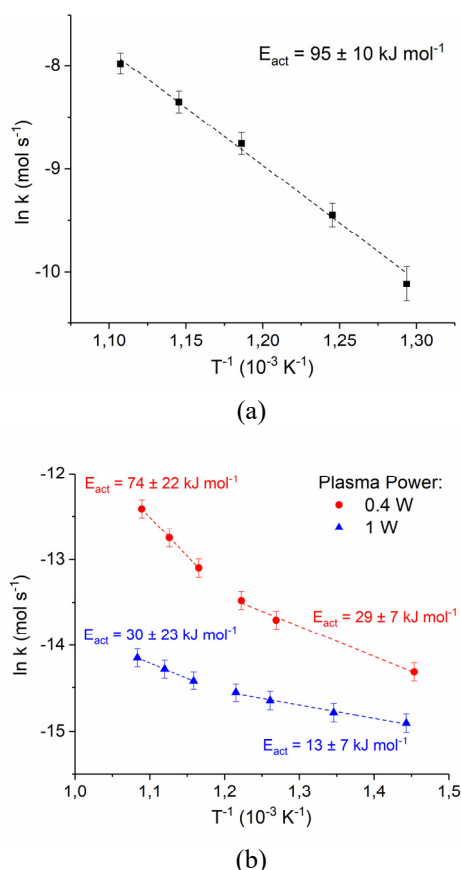 E_act = 95 ± 10 kJ mol⁻¹
-8
-9
-10
ln k (mol s⁻¹)
1,10 1,15 1,20 1,25 1,30
T⁻¹ (10⁻³ K⁻¹)
(a)
-12
-13
-14
-15
ln k (mol s⁻¹)
E_act = 74 ± 22 kJ mol⁻¹
Plasma Power:
0.4 W
1 W
E_act = 30 ± 23 kJ mol⁻¹
E_act = 29 ± 7 kJ mol⁻¹
E_act = 13 ± 7 kJ mol⁻¹
1,0 1,1 1,2 1,3 1,4 1,5
T⁻¹ (10⁻³ K⁻¹)
(b)